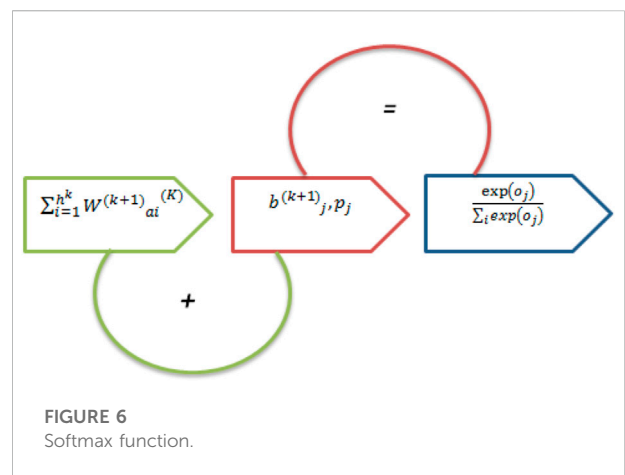 =
∑_{i=1}^{h^k} W^{(k+1)}_{ai}^{(K)}
b^{(k+1)}_j, p_j
exp(o_j) / ∑_i exp(o_j)
+
FIGURE 6
Softmax function.